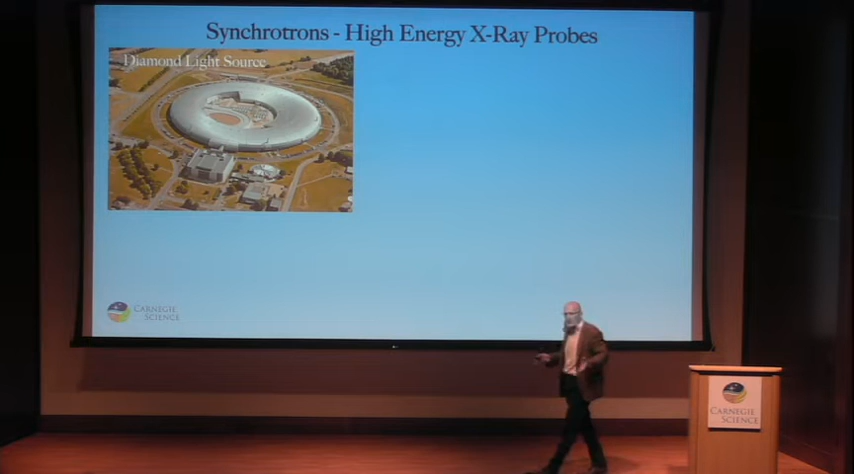 Synchrotrons - High Energy X-Ray Probes
Diamond Light Source
CARNEGIE
SCIENCE
CARNEGIE
SCIENCE